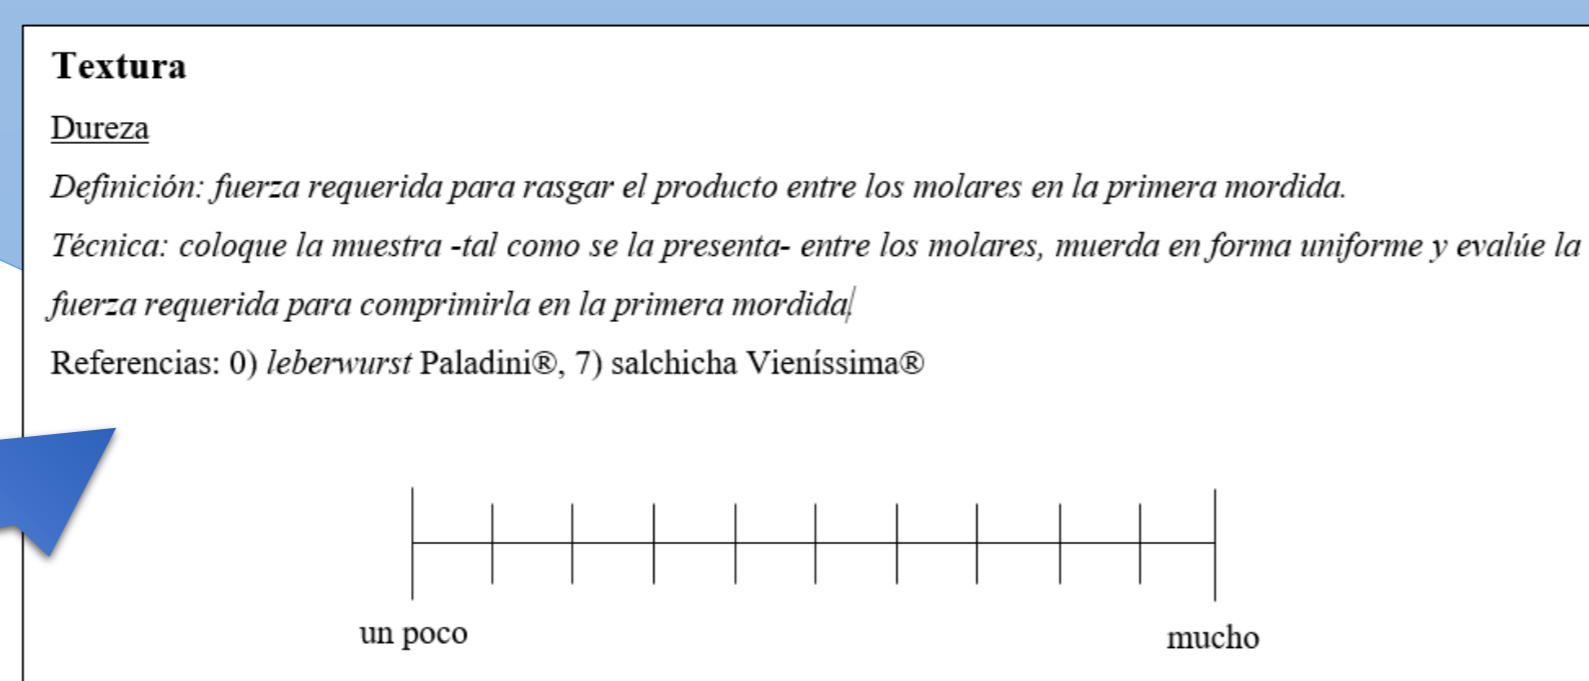 Textura
Dureza
Definición: fuerza requerida para rasgar el producto entre los molares en la primera mordida.
Técnica: coloque la muestra -tal como se la presenta- entre los molares, muerda en forma uniforme y evalúe la
fuerza requerida para comprimirla en la primera mordida
Referencias: 0) leberwurst Paladini®, 7) salchicha Vieníssima®
un poco
mucho